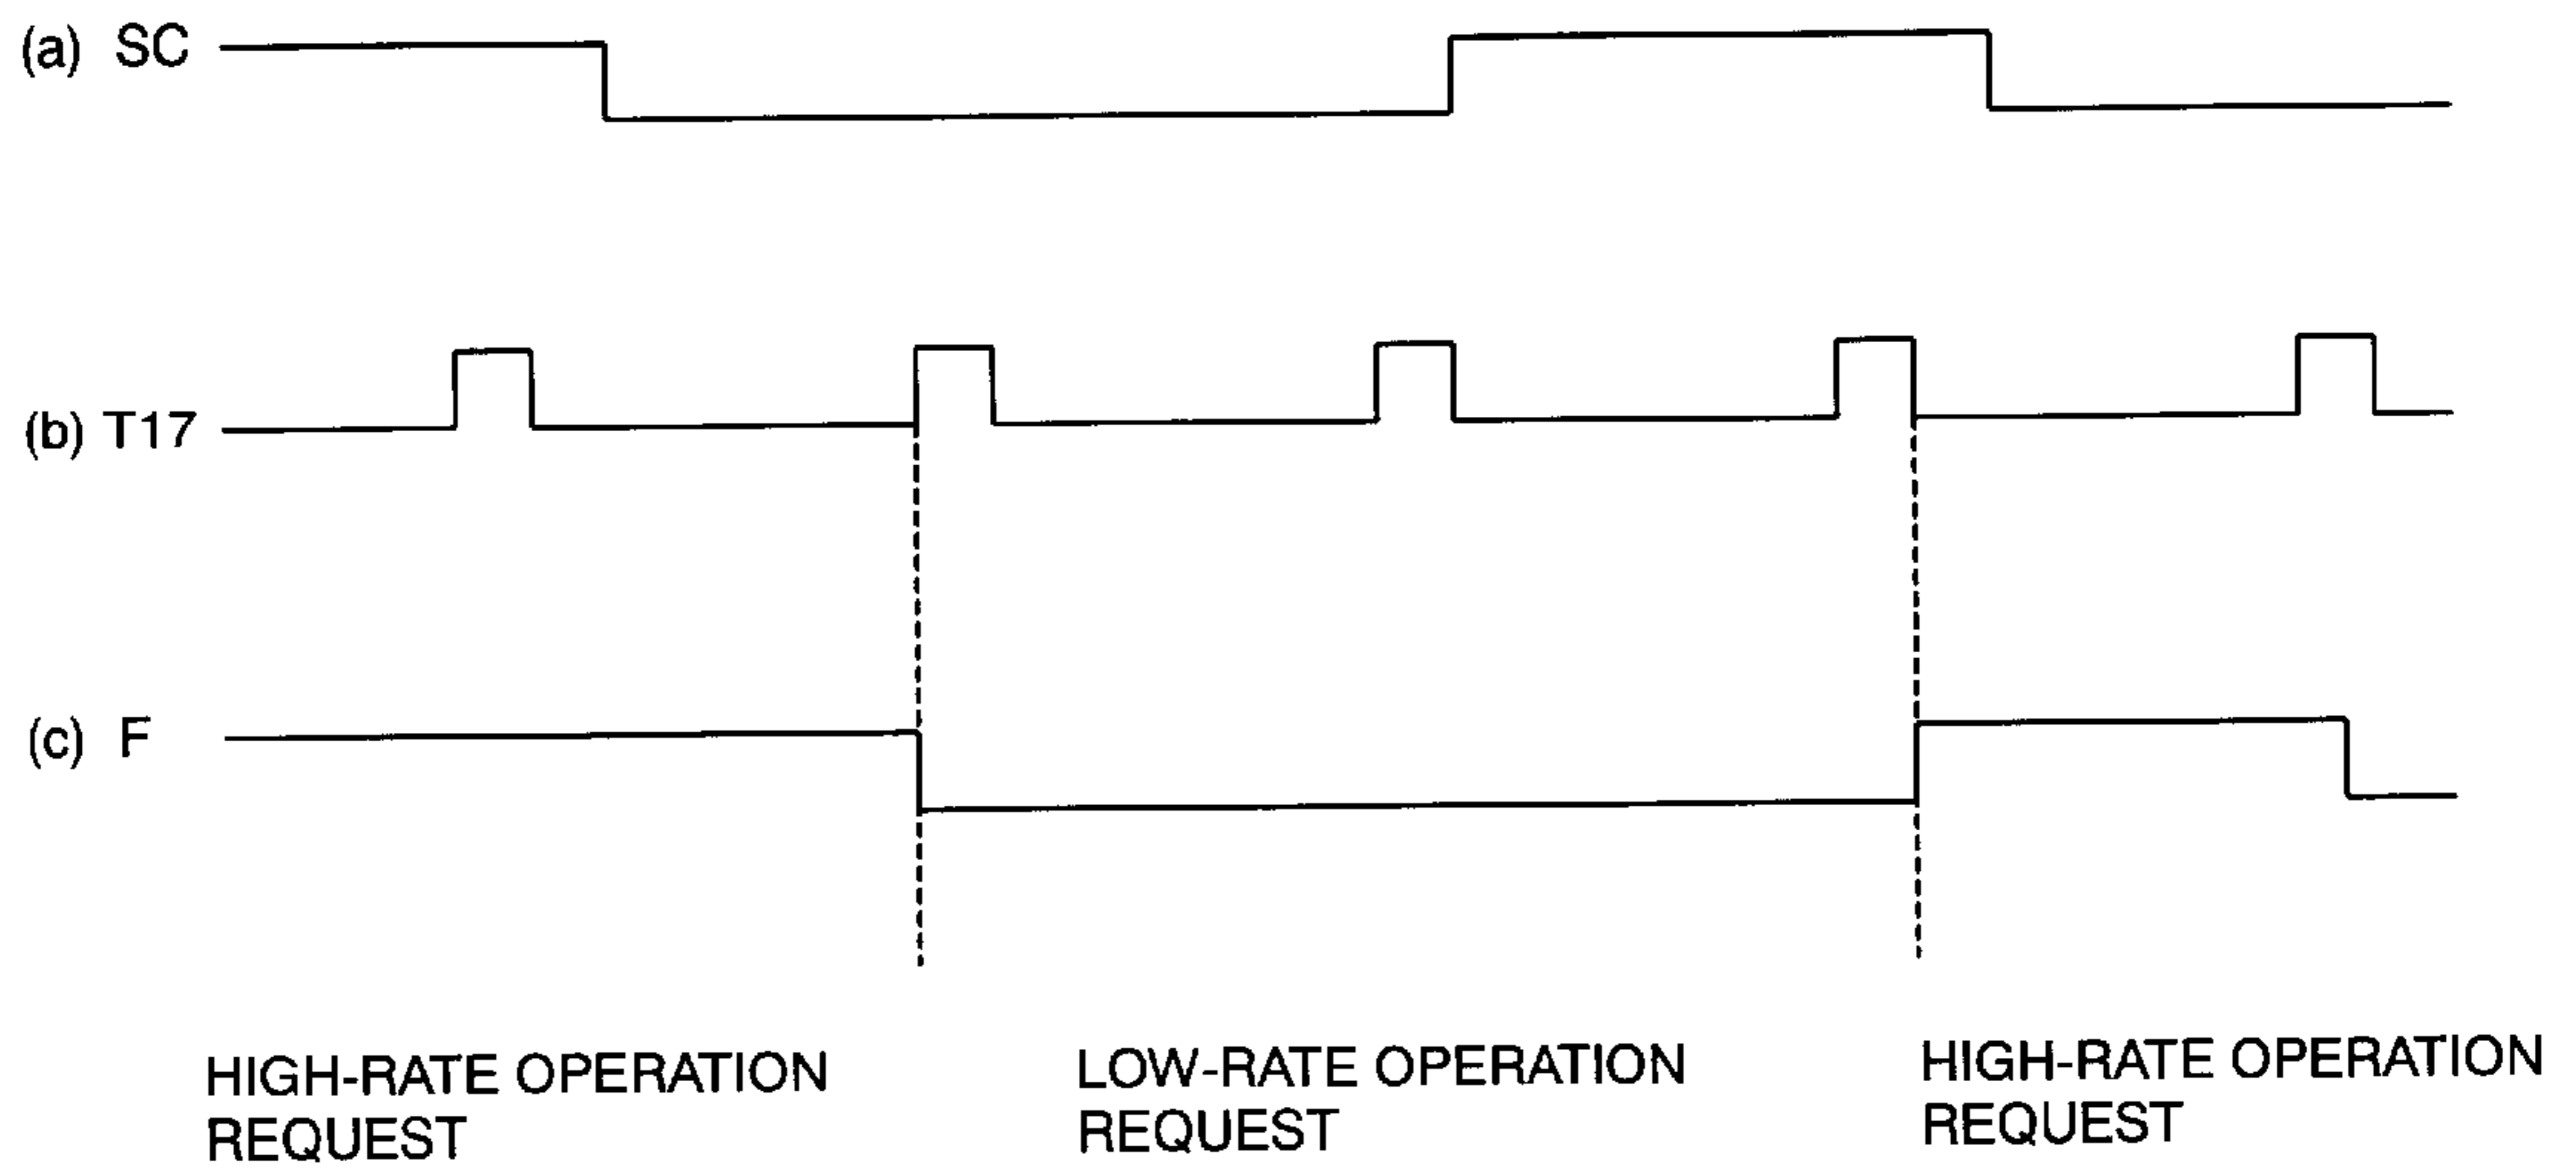 (a) SC
(b) T17
(c) F
HIGH-RATE OPERATION
REQUEST
LOW-RATE OPERATION
REQUEST
HIGH-RATE OPERATION
REQUEST